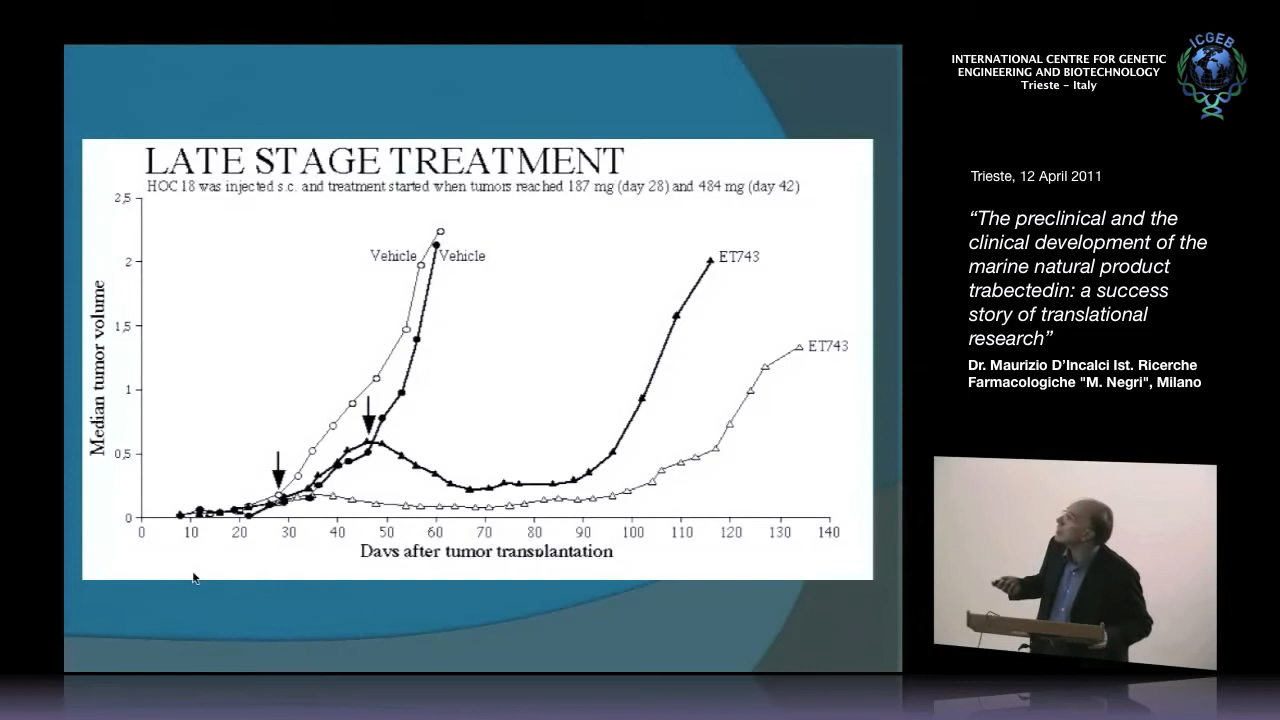 LATE STAGE TREATMENT
HOC 18 was injected s.c. and treatment started when tumors reached 187 mg (day 28) and 484 mg (day 42)
Median tumor volume
2,5
2
1,5
1
0,5
0
Vehicle
Vehicle
ET743
ET743
0 10 20 30 40 50 60 70 80 90 100 110 120 130 140
Days after tumor transplantation
INTERNATIONAL CENTRE FOR GENETIC
ENGINEERING AND BIOTECHNOLOGY
Trieste - Italy
ICGEB
Trieste, 12 April 2011
“The preclinical and the
clinical development of the
marine natural product
trabectedin: a success
story of translational
research”
Dr. Maurizio D'Incalci Ist. Ricerche
Farmacologiche "M. Negri", Milano